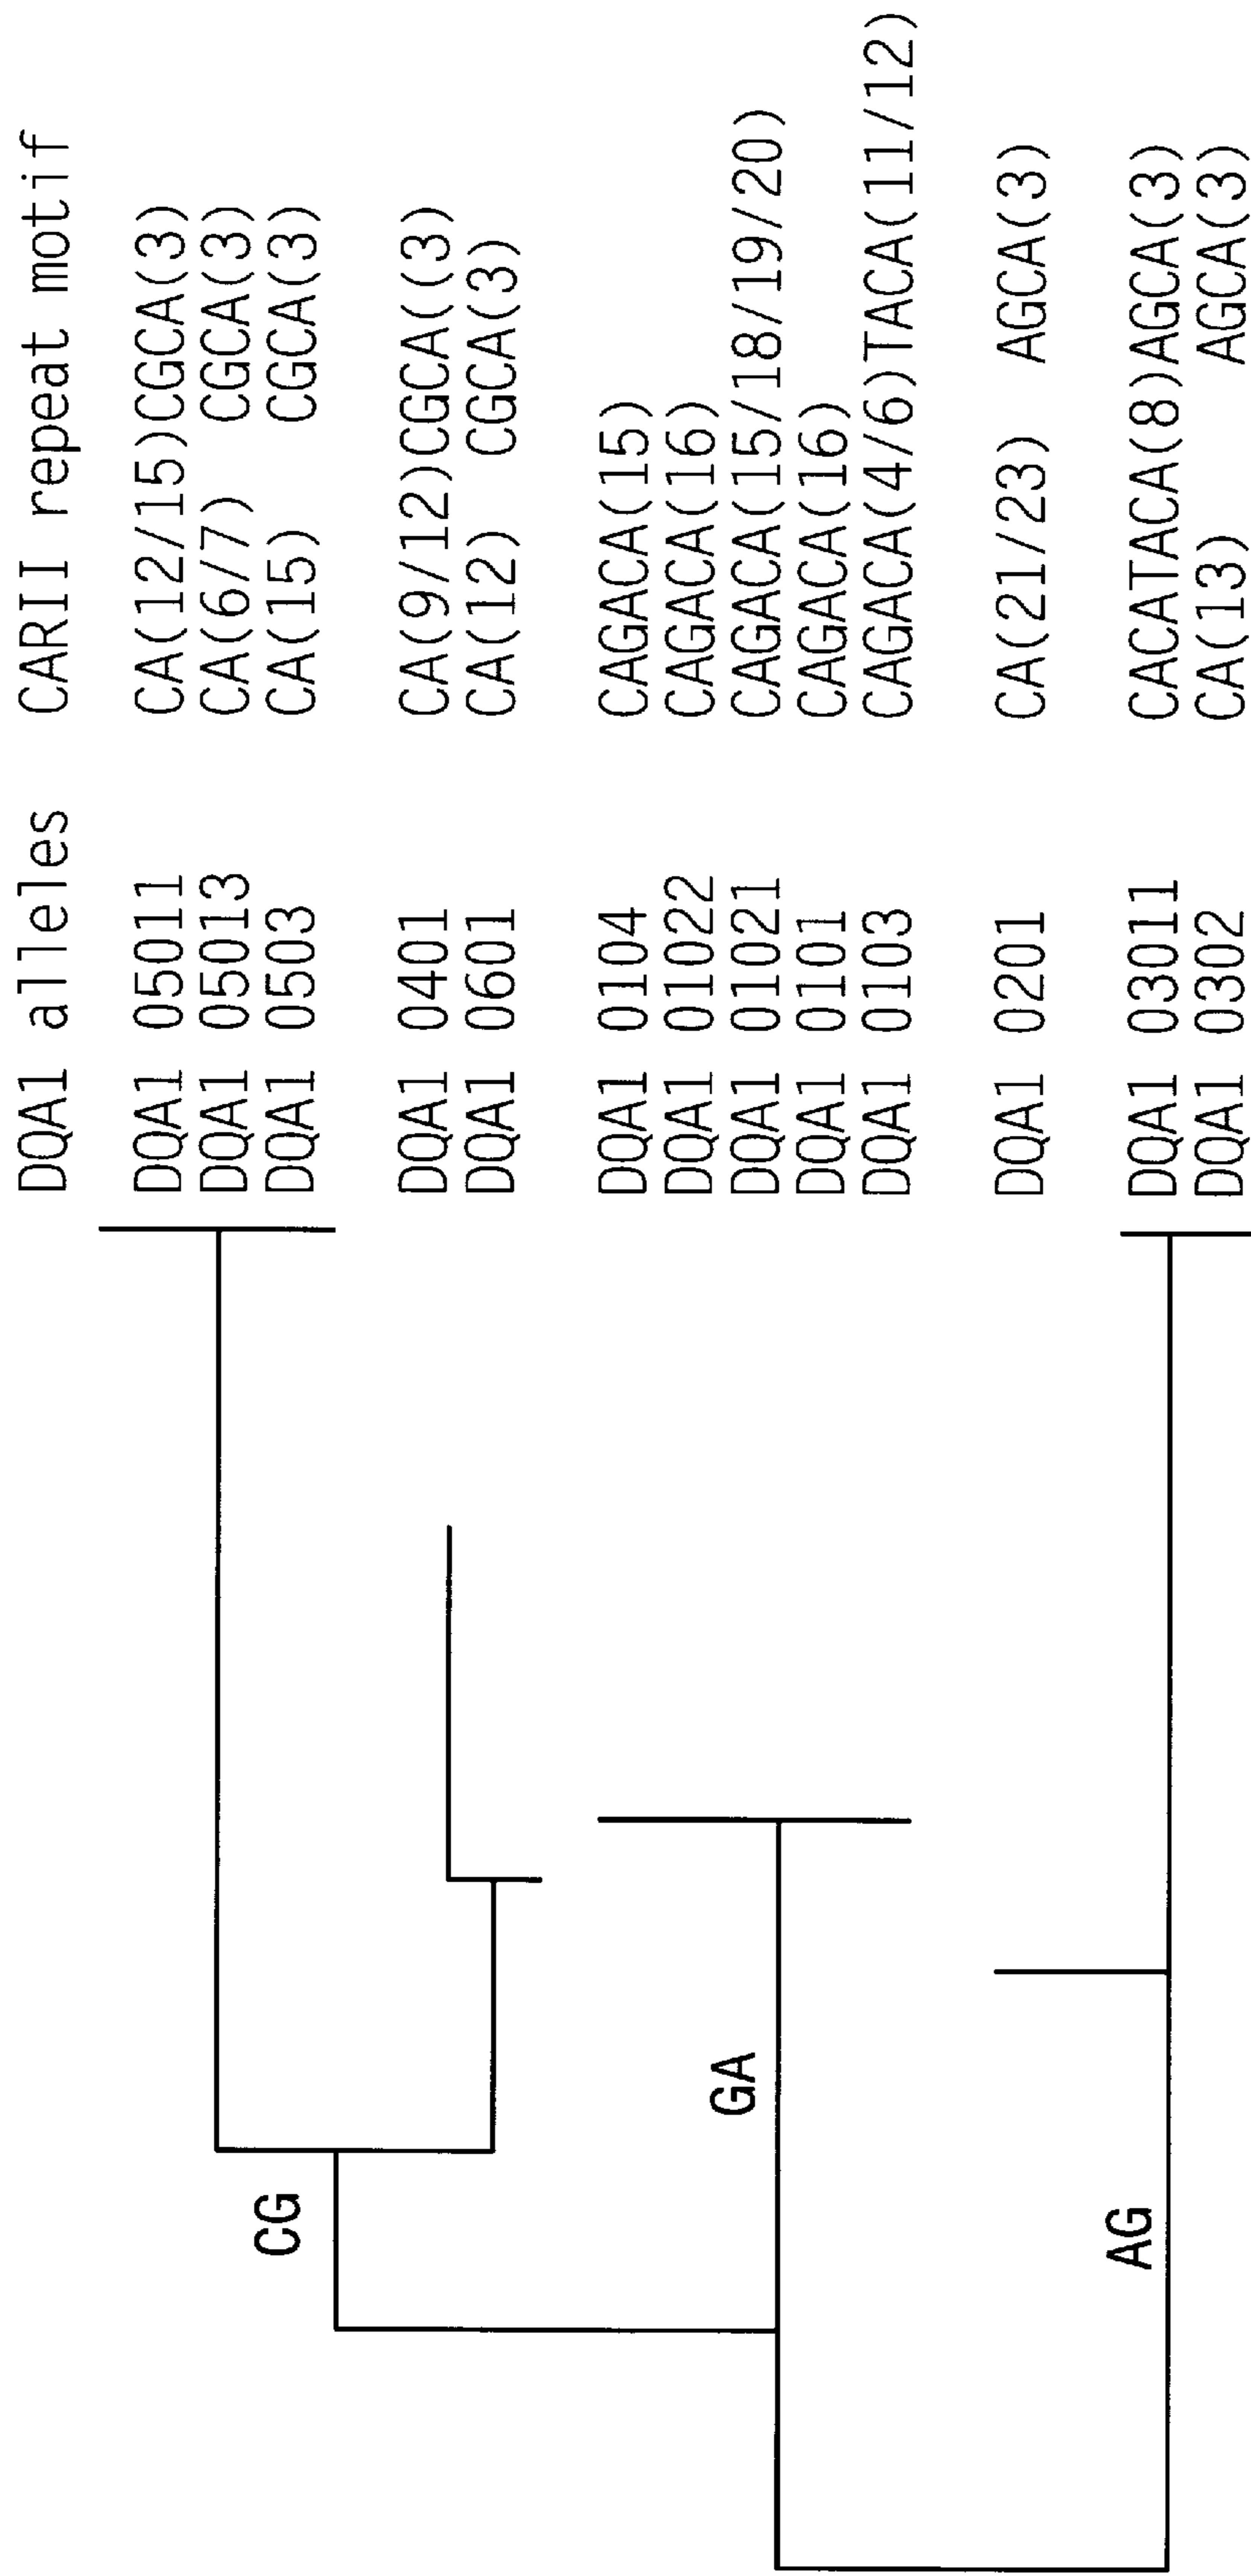 DQA1 alleles CARII repeat motif
DQA1 05011 CA(12/15)CGCA(3)
DQA1 05013 CA(6/7) CGCA(3)
DQA1 0503 CA(15) CGCA(3)
CG
DQA1 0401 CA(9/12)CGCA((3)
DQA1 0601 CA(12) CGCA(3)
DQA1 0104 CAGACA(15)
DQA1 01022 CAGACA(16)
GA
DQA1 01021 CAGACA(15/18/19/20)
DQA1 0101 CAGACA(16)
DQA1 0103 CAGACA(4/6)TACA(11/12)
DQA1 0201 CA(21/23) AGCA(3)
AG
DQA1 03011 CACATACA(8)AGCA(3)
DQA1 0302 CA(13) AGCA(3)